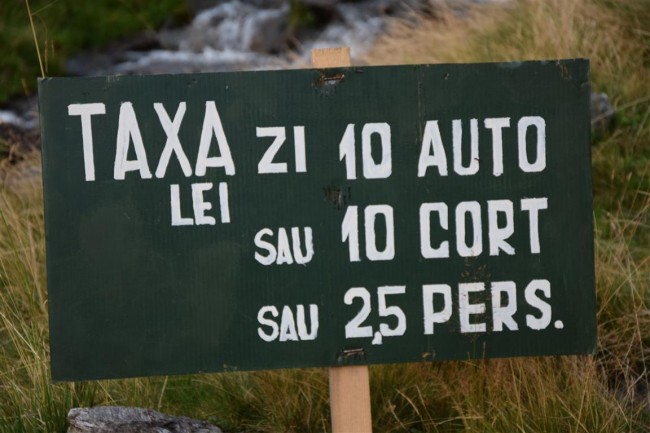 TAXA ZI 10 AUTO
LEI
SAU 10 CORT
SAU 2,5 PERS.